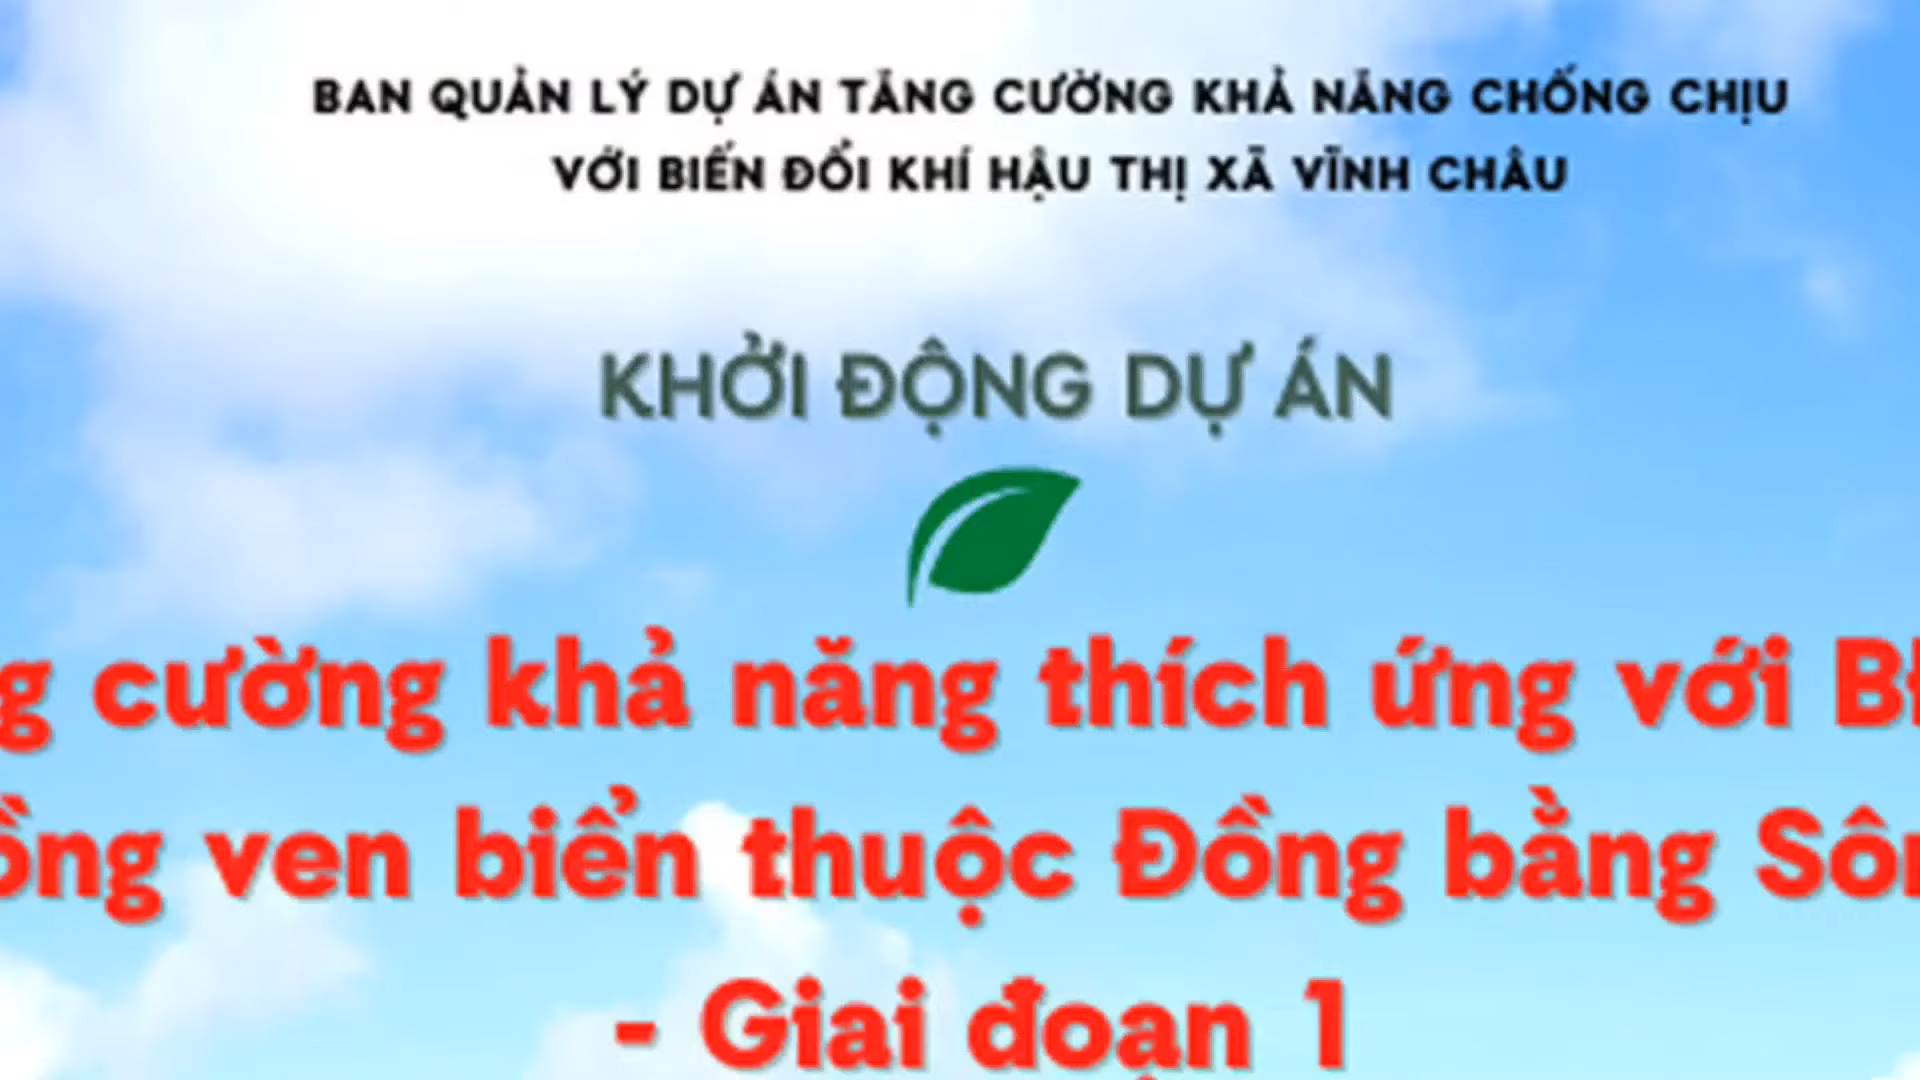 BAN QUẢN LÝ DỰ ÁN TĂNG CƯỜNG KHẢ NĂNG CHỐNG CHỊU
VỚI BIẾN ĐỔI KHÍ HẬU THỊ XÃ VĨNH CHÂU
KHỞI ĐỘNG DỰ ÁN
cường khả năng thích ứng với
ven biển thuộc Đồng bằng
- Giai đoạn 1